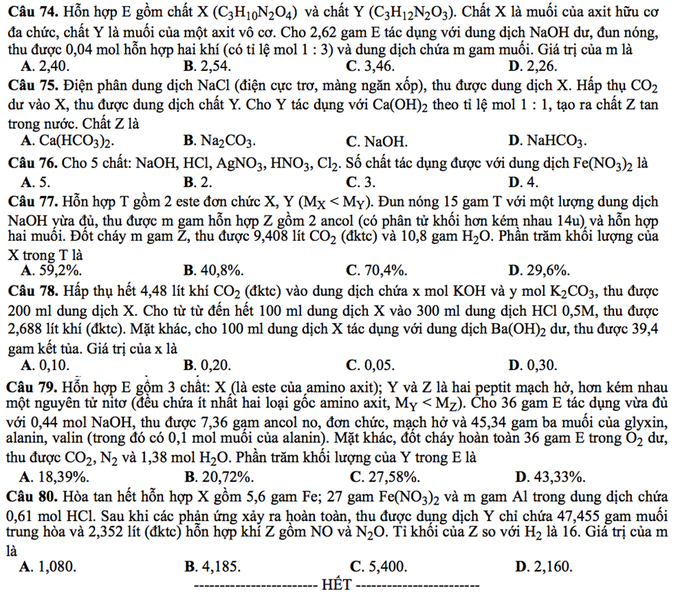 Câu 74. Hỗn hợp E gồm chất X (C₃H₁₀N₂O₄) và chất Y (C₃H₁₂N₂O₃). Chất X là muối của axit hữu cơ
đa chức, chất Y là muối của một axit vô cơ. Cho 2,62 gam E tác dụng với dung dịch NaOH dư, đun nóng,
thu được 0,04 mol hỗn hợp hai khí (có tỉ lệ mol 1 : 3) và dung dịch chứa m gam muối. Giá trị của m là
A. 2,40. B. 2,54. C. 3,46. D. 2,26.
Câu 75. Điện phân dung dịch NaCl (điện cực trơ, màng ngăn xốp), thu được dung dịch X. Hấp thụ CO₂
dư vào X, thu được dung dịch chất Y. Cho Y tác dụng với Ca(OH)₂ theo tỉ lệ mol 1 : 1, tạo ra chất Z tan
trong nước. Chất Z là
A. Ca(HCO₃)₂. B. Na₂CO₃. C. NaOH. D. NaHCO₃.
Câu 76. Cho 5 chất: NaOH, HCl, AgNO₃, HNO₃, Cl₂. Số chất tác dụng được với dung dịch Fe(NO₃)₂ là
A. 5. B. 2. C. 3. D. 4.
Câu 77. Hỗn hợp T gồm 2 este đơn chức X, Y (Mₓ < Mʏ). Đun nóng 15 gam T với một lượng dung dịch
NaOH vừa đủ, thu được m gam hỗn hợp Z gồm 2 ancol (có phân tử khối hơn kém nhau 14u) và hỗn hợp
hai muối. Đốt cháy m gam Z, thu được 9,408 lít CO₂ (đktc) và 10,8 gam H₂O. Phần trăm khối lượng của
X trong T là
A. 59,2%. B. 40,8%. C. 70,4%. D. 29,6%.
Câu 78. Hấp thụ hết 4,48 lít khí CO₂ (đktc) vào dung dịch chứa x mol KOH và y mol K₂CO₃, thu được
200 ml dung dịch X. Cho từ từ đến hết 100 ml dung dịch X vào 300 ml dung dịch HCl 0,5M, thu được
2,688 lít khí (đktc). Mặt khác, cho 100 ml dung dịch X tác dụng với dung dịch Ba(OH)₂ dư, thu được 39,4
gam kết tủa. Giá trị của x là
A. 0,10. B. 0,20. C. 0,05. D. 0,30.
Câu 79. Hỗn hợp E gồm 3 chất: X (là este của amino axit); Y và Z là hai peptit mạch hở, hơn kém nhau
một nguyên tử nitơ (đều chứa ít nhất hai loại gốc amino axit, Mʏ < Mz). Cho 36 gam E tác dụng vừa đủ
với 0,44 mol NaOH, thu được 7,36 gam ancol no, đơn chức, mạch hở và 45,34 gam ba muối của glyxin,
alanin, valin (trong đó có 0,1 mol muối của alanin). Mặt khác, đốt cháy hoàn toàn 36 gam E trong O₂ dư,
thu được CO₂, N₂ và 1,38 mol H₂O. Phần trăm khối lượng của Y trong E là
A. 18,39%. B. 20,72%. C. 27,58%. D. 43,33%.
Câu 80. Hòa tan hết hỗn hợp X gồm 5,6 gam Fe; 27 gam Fe(NO₃)₂ và m gam Al trong dung dịch chứa
0,61 mol HCl. Sau khi các phản ứng xảy ra hoàn toàn, thu được dung dịch Y chỉ chứa 47,455 gam muối
trung hòa và 2,352 lít (đktc) hỗn hợp khí Z gồm NO và N₂O. Tỉ khối của Z so với H₂ là 16. Giá trị của m
là
A. 1,080. B. 4,185. C. 5,400. D. 2,160.
----------------------- HẾT -----------------------